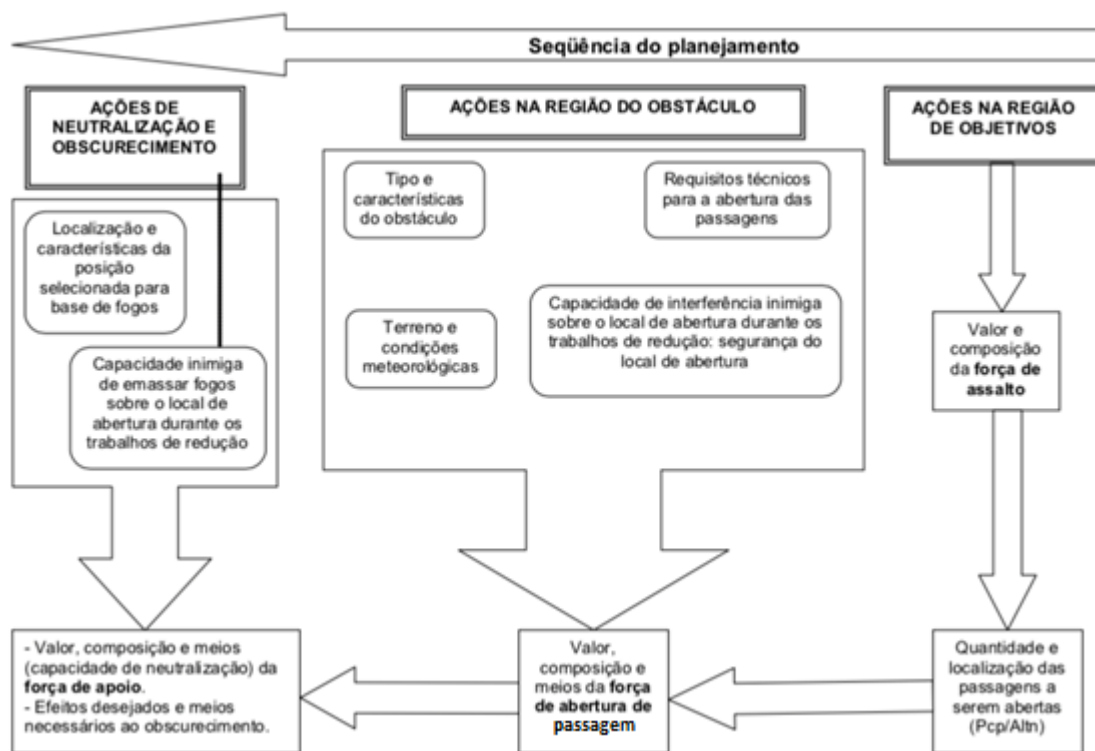 Seqüência do planejamento
AÇÕES DE
NEUTRALIZAÇÃO E
OBSCURECIMENTO
AÇÕES NA REGIÃO DO OBSTÁCULO
AÇÕES NA REGIÃO
DE OBJETIVOS
Localização e
características da
posição
selecionada para
base de fogos
Capacidade inimiga
de emassar fogos
sobre o local de
abertura durante os
trabalhos de redução
Tipo e
características
do obstáculo
Requisitos técnicos
para a abertura das
passagens
Terreno e
condições
meteorológicas
Capacidade de interferência inimiga
sobre o local de abertura durante os
trabalhos de redução: segurança do
local de abertura
Valor e
composição
da força de
assalto
- Valor, composição e meios
(capacidade de neutralização) da
força de apoio.
- Efeitos desejados e meios
necessários ao obscurecimento.
Valor,
composição e
meios da força
de abertura de
passagem
Quantidade e
localização das
passagens a
serem abertas
(Pcp/Altn)